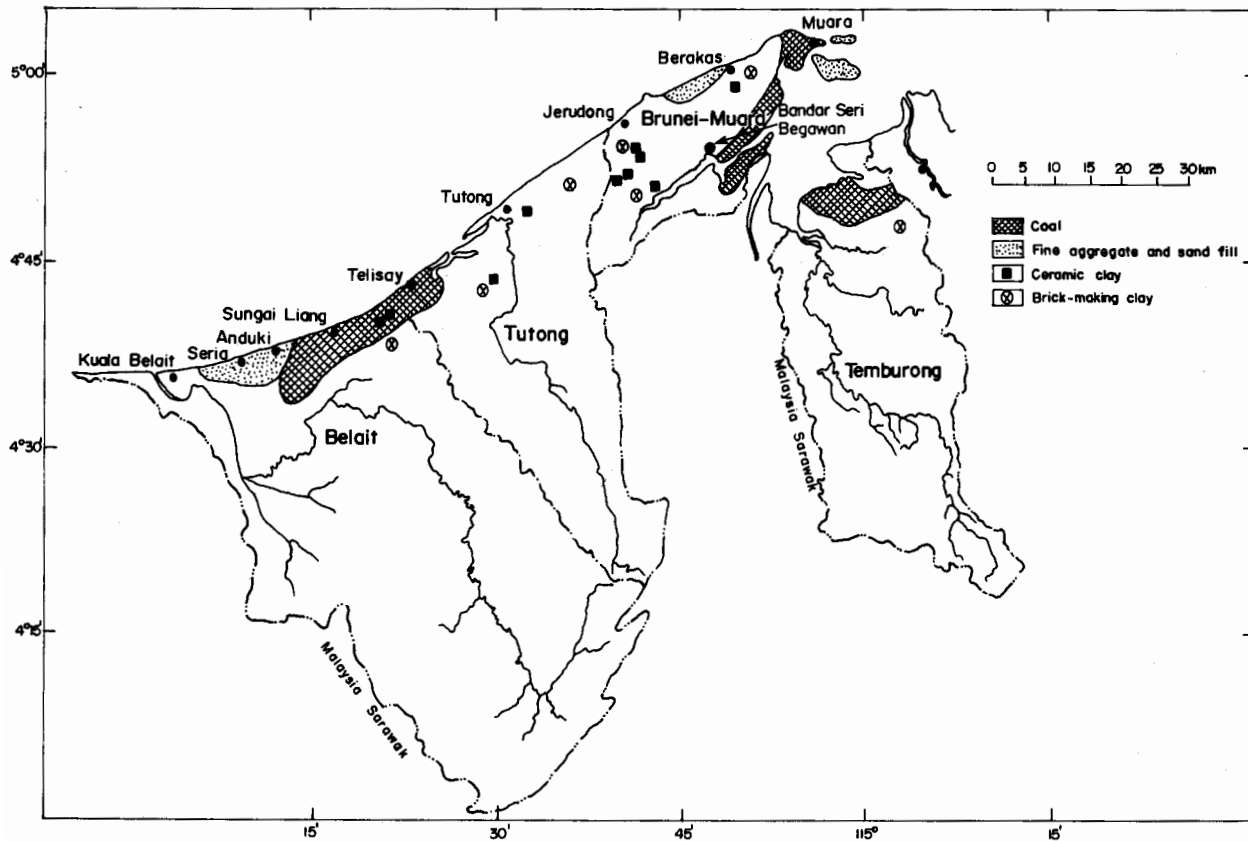 Muara
Berakas
5°00'
Jerudong
Brunei-Muara
Bandar Seri
Begawan
0 5 10 15 20 25 30km
Tutong
Coal
Fine aggregate and sand fill
Ceramic clay
Brick-making clay
4°45'
Telisay
Sungai Liang
Anduki
Seria
Kuala Belait
Tutong
Temburong
Malaysia Sarawak
Belait
4°30'
4°15'
Malaysia Sarawak
15'
30'
45'
115°
15'